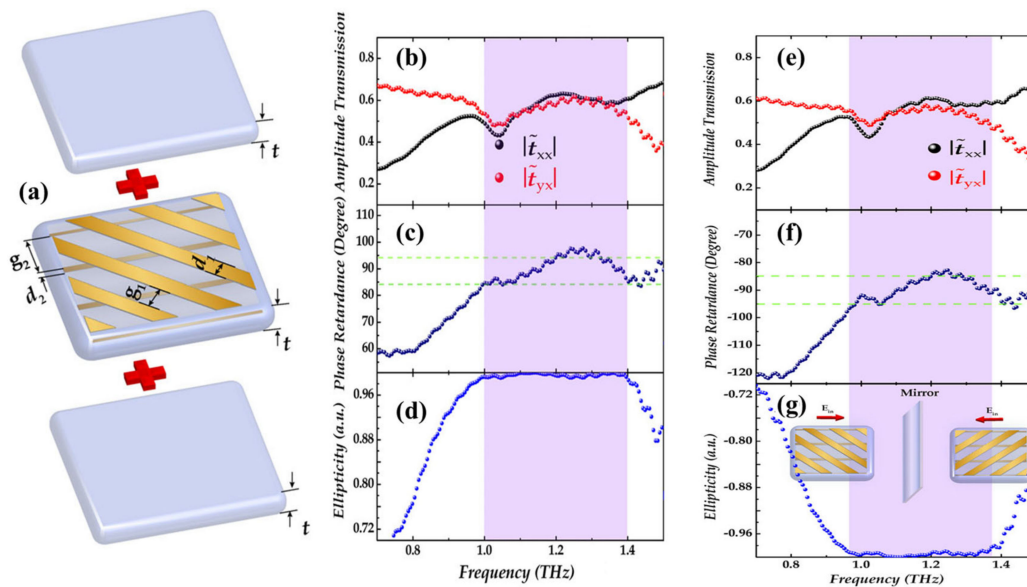 t
(a)
g2
d2
g1
d1
t
t
(b)
Amplitude Transmission
0.8
0.6
0.4
0.2
|t̃xx|
|t̃yx|
(c)
Phase Retardance (Degree)
110
100
90
80
70
60
(d)
Ellipticity (a.u.)
0.96
0.88
0.80
0.72
0.8 1.0 1.2 1.4
Frequency (THz)
(e)
Amplitude Transmission
0.8
0.6
0.4
0.2
|t̃xx|
|t̃yx|
(f)
Phase Retardance (Degree)
-70
-80
-90
-100
-110
-120
(g)
Mirror
Ein
Ein
Ellipticity (a.u.)
-0.72
-0.80
-0.88
-0.96
0.8 1.0 1.2 1.4
Frequency (THz)